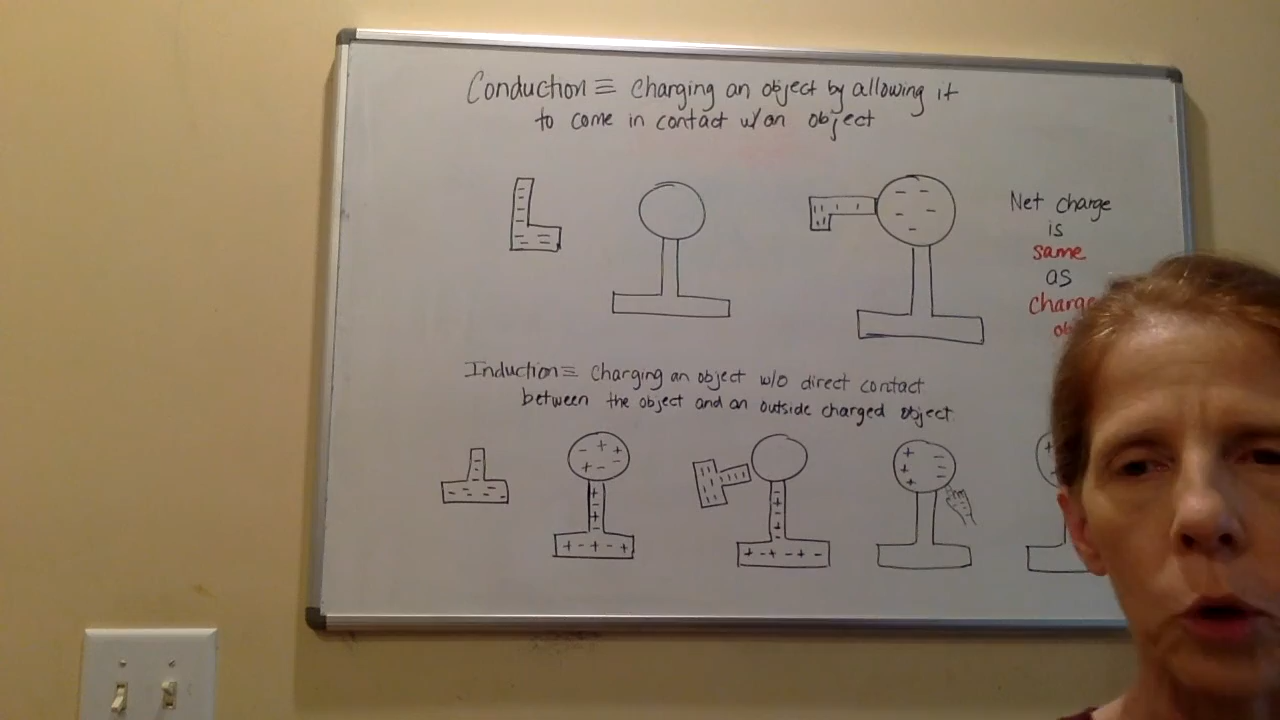 Conduction ≡ charging an object by allowing it
to come in contact w/an object
Net charge
is
same
as
Induction ≡ charging an object w/o direct contact
between the object and an outside charged object.